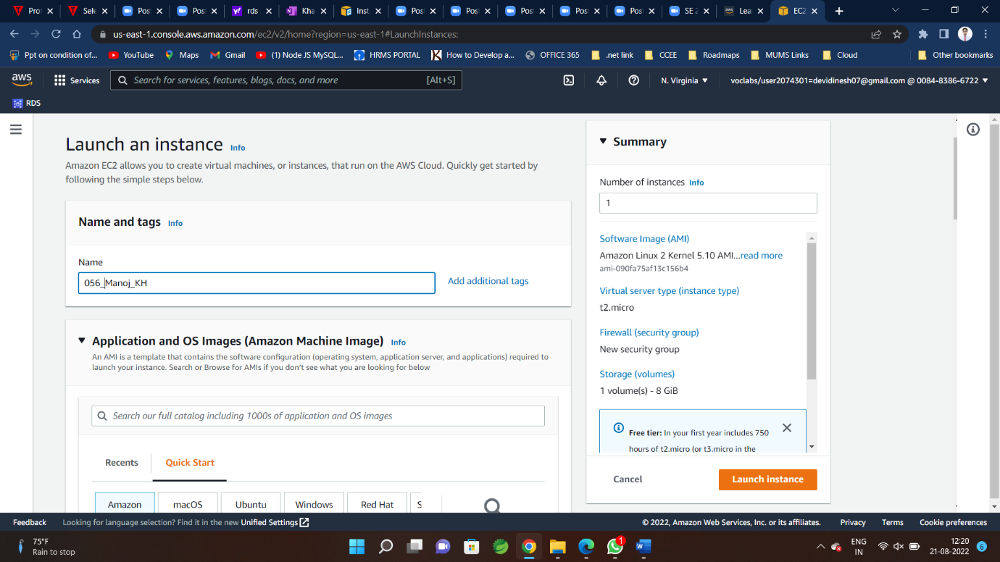 Pro
Sele
Post
Post
rds
Kha
Inst
Post
Post
Post
Post
Post
SE 2
Lea
EC2
us-east-1.console.aws.amazon.com/ec2/v2/home?region=us-east-1#LaunchInstances:
Ppt on condition of...
YouTube
Maps
Gmail
(1) Node JS MySQL...
HRMS PORTAL
How to Develop a...
OFFICE 365
.net link
CCEE
Roadmaps
MUMS Links
Cloud
Other bookmarks
aws
Services
Search for services, features, blogs, docs, and more
[Alt+S]
N. Virginia
voclabs/user2074301=devidinesh07@gmail.com @ 0084-8386-6722
RDS
Launch an instance Info
Amazon EC2 allows you to create virtual machines, or instances, that run on the AWS Cloud. Quickly get started by
following the simple steps below.
Name and tags Info
Name
056_Manoj_KH
Add additional tags
Application and OS Images (Amazon Machine Image) Info
An AMI is a template that contains the software configuration (operating system, application server, and applications) required to
launch your instance. Search or Browse for AMIs if you don't see what you are looking for below
Search our full catalog including 1000s of application and OS images
Recents
Quick Start
Amazon
macOS
Ubuntu
Windows
Red Hat
S
Summary
Number of instances Info
1
Software Image (AMI)
Amazon Linux 2 Kernel 5.10 AMI...read more
ami-090fa75af13c156b4
Virtual server type (instance type)
t2.micro
Firewall (security group)
New security group
Storage (volumes)
1 volume(s) - 8 GiB
Free tier: In your first year includes 750
hours of t2.micro (or t3.micro in the
Cancel
Launch instance
Feedback
Looking for language selection? Find it in the new Unified Settings
© 2022, Amazon Web Services, Inc. or its affiliates.
Privacy
Terms
Cookie preferences
75°F
Rain to stop
1
ENG
IN
12:20
21-08-2022
6